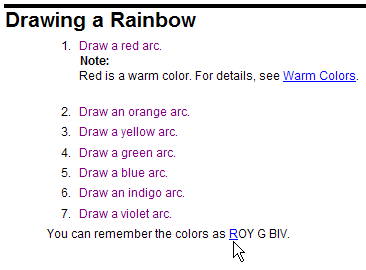 Drawing a Rainbow
1. Draw a red arc.
Note:
Red is a warm color. For details, see Warm Colors.
2. Draw an orange arc.
3. Draw a yellow arc.
4. Draw a green arc.
5. Draw a blue arc.
6. Draw an indigo arc.
7. Draw a violet arc.
You can remember the colors as ROY G BIV.